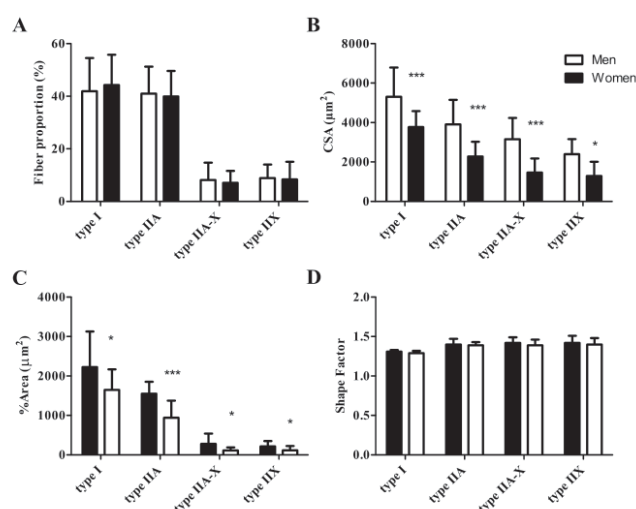 A
Fiber proportion (%)
60
40
20
0
type I
type IIA
type IIA-X
type IIX
B
CSA (µm²)
8000
6000
4000
2000
0
***
***
***
*
Men
Women
type I
type IIA
type IIA-X
type IIX
C
%Area (µm²)
4000
3000
2000
1000
0
*
***
*
*
type I
type IIA
type IIA-X
type IIX
D
Shape Factor
2.0
1.5
1.0
0.5
0.0
type I
type IIA
type IIA-X
type IIX